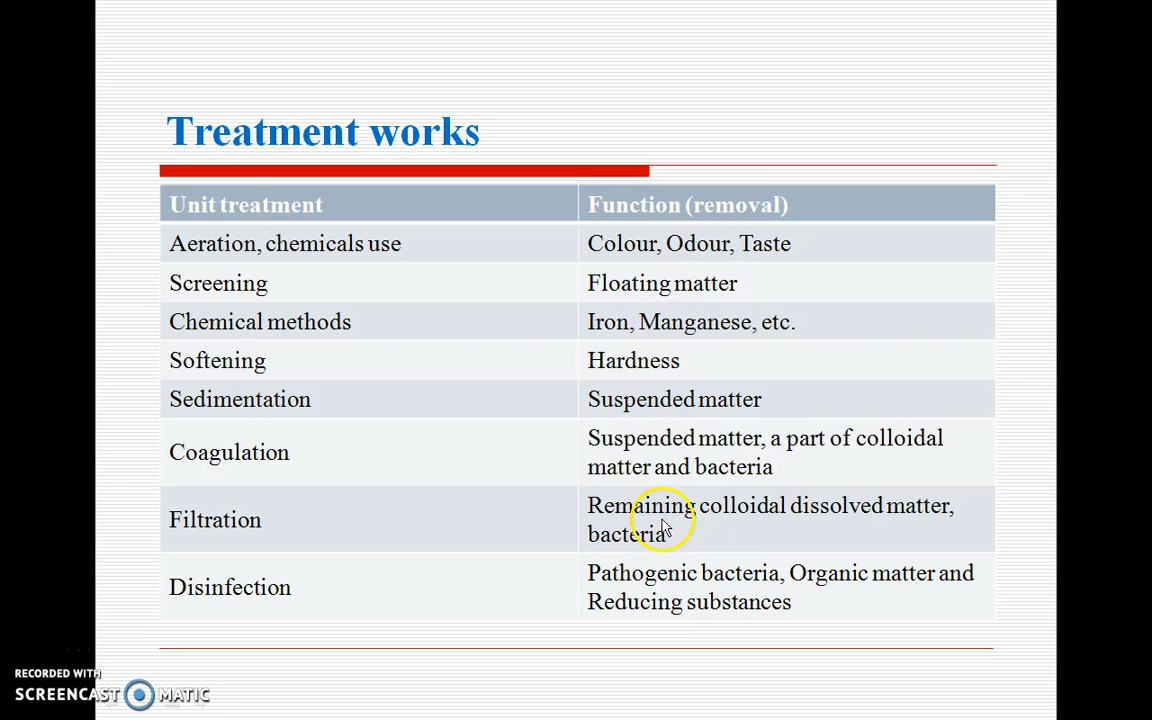 Treatment works
Unit treatment Function (removal)
Aeration, chemicals use Colour, Odour, Taste
Screening Floating matter
Chemical methods Iron, Manganese, etc.
Softening Hardness
Sedimentation Suspended matter
Coagulation Suspended matter, a part of colloidal
matter and bacteria
Filtration Remaining colloidal dissolved matter,
bacteria
Disinfection Pathogenic bacteria, Organic matter and
Reducing substances
RECORDED WITH
SCREENCAST MATIC